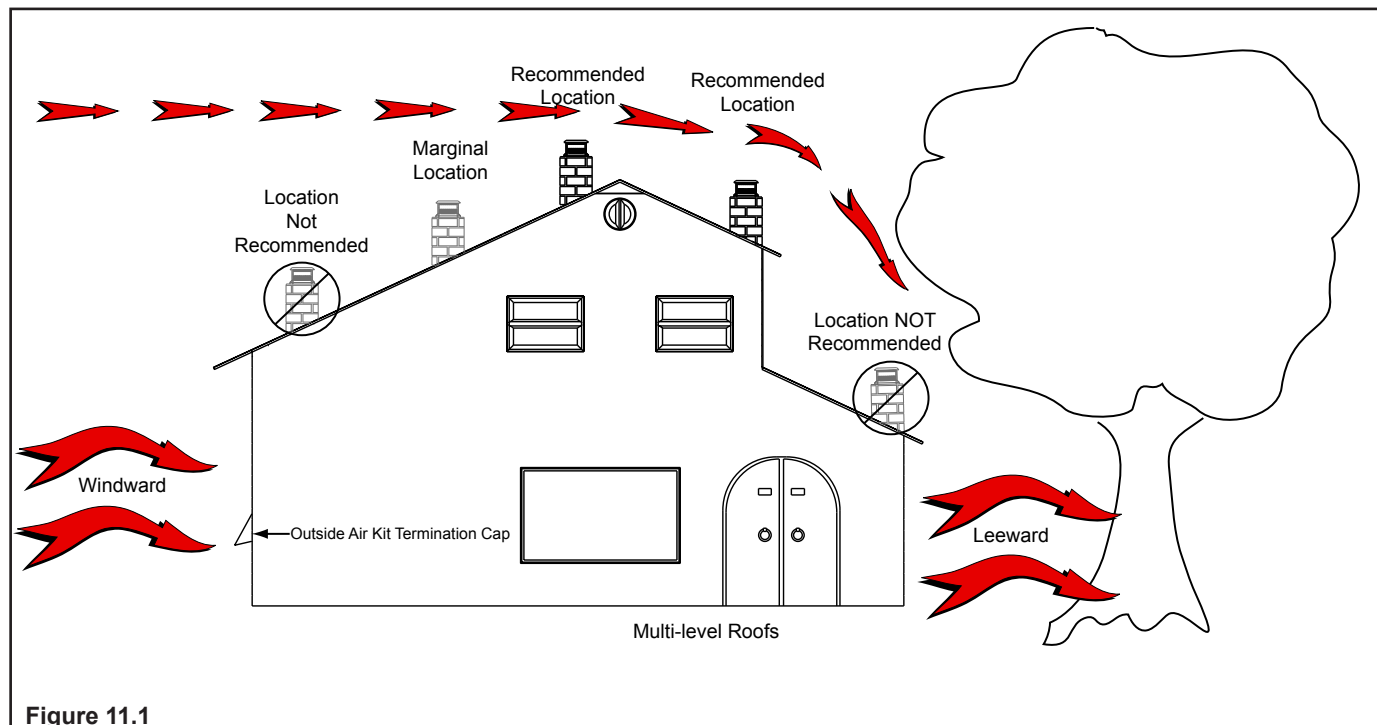 Recommended
Location
Recommended
Location
Marginal
Location
Location
Not
Recommended
Location NOT
Recommended
Windward
Outside Air Kit Termination Cap
Leeward
Multi-level Roofs
Figure 11.1